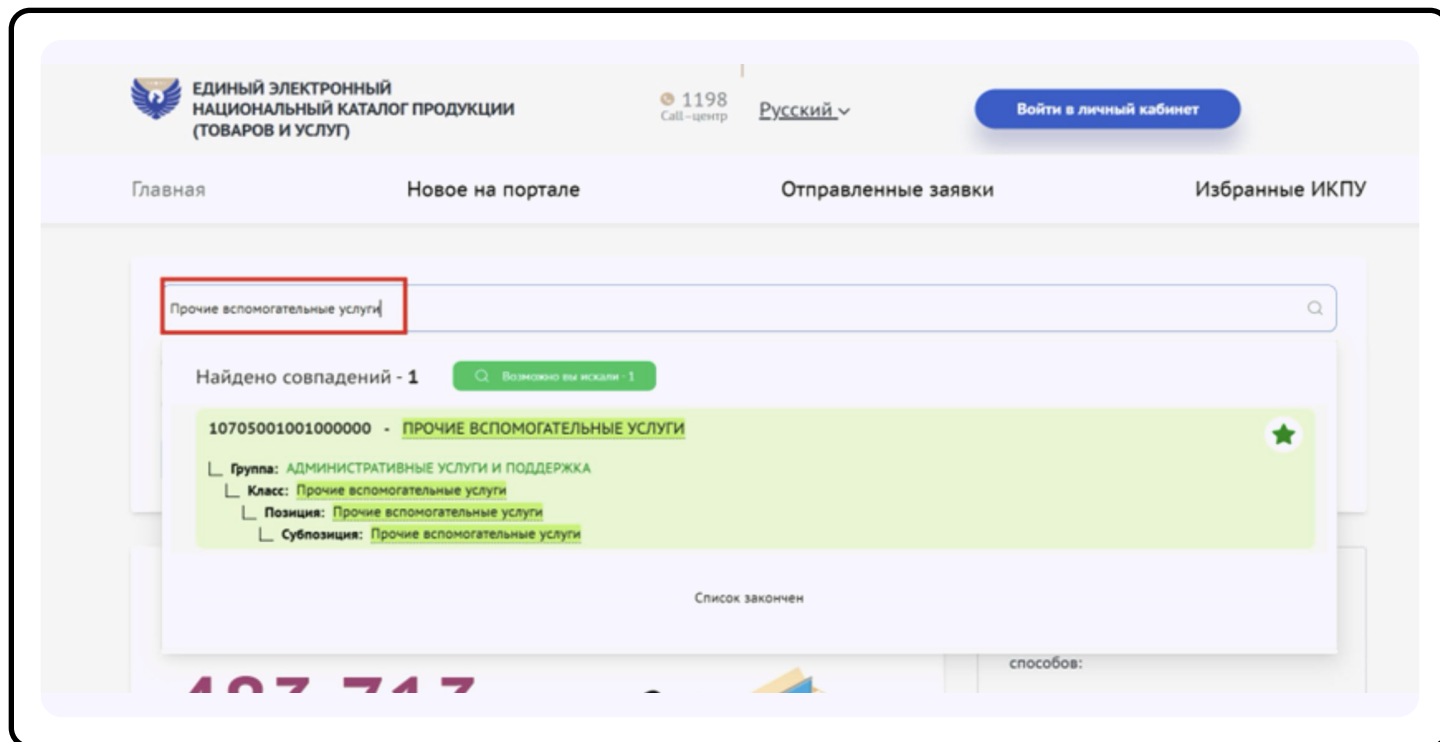 ЕДИНЫЙ ЭЛЕКТРОННЫЙ
НАЦИОНАЛЬНЫЙ КАТАЛОГ ПРОДУКЦИИ
(ТОВАРОВ И УСЛУГ)
1198
Call-центр
Русский
Войти в личный кабинет
Главная
Новое на портале
Отправленные заявки
Избранные ИКПУ
Прочие вспомогательные услуги
Найдено совпадений - 1
Возможно вы искали - 1
10705001001000000 - ПРОЧИЕ ВСПОМОГАТЕЛЬНЫЕ УСЛУГИ
Группа: АДМИНИСТРАТИВНЫЕ УСЛУГИ И ПОДДЕРЖКА
Класс: Прочие вспомогательные услуги
Позиция: Прочие вспомогательные услуги
Субпозиция: Прочие вспомогательные услуги
Список закончен
способов: